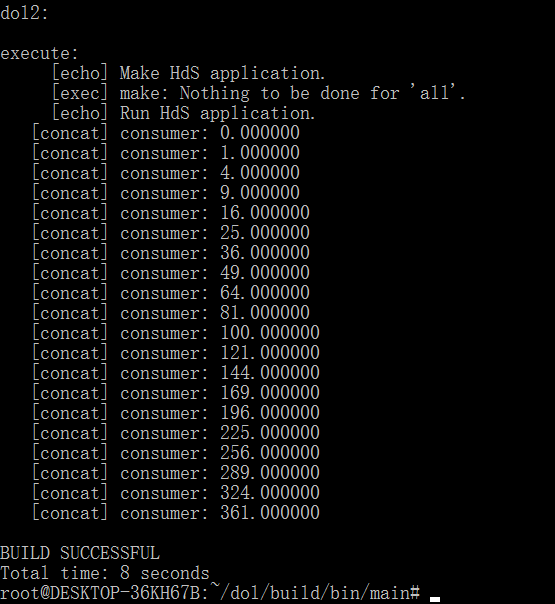 dol2:
execute:
[echo] Make HdS application.
[exec] make: Nothing to be done for 'all'.
[echo] Run HdS application.
[concat] consumer: 0.000000
[concat] consumer: 1.000000
[concat] consumer: 4.000000
[concat] consumer: 9.000000
[concat] consumer: 16.000000
[concat] consumer: 25.000000
[concat] consumer: 36.000000
[concat] consumer: 49.000000
[concat] consumer: 64.000000
[concat] consumer: 81.000000
[concat] consumer: 100.000000
[concat] consumer: 121.000000
[concat] consumer: 144.000000
[concat] consumer: 169.000000
[concat] consumer: 196.000000
[concat] consumer: 225.000000
[concat] consumer: 256.000000
[concat] consumer: 289.000000
[concat] consumer: 324.000000
[concat] consumer: 361.000000
BUILD SUCCESSFUL
Total time: 8 seconds
root@DESKTOP-36KH67B:~/dol/build/bin/main#